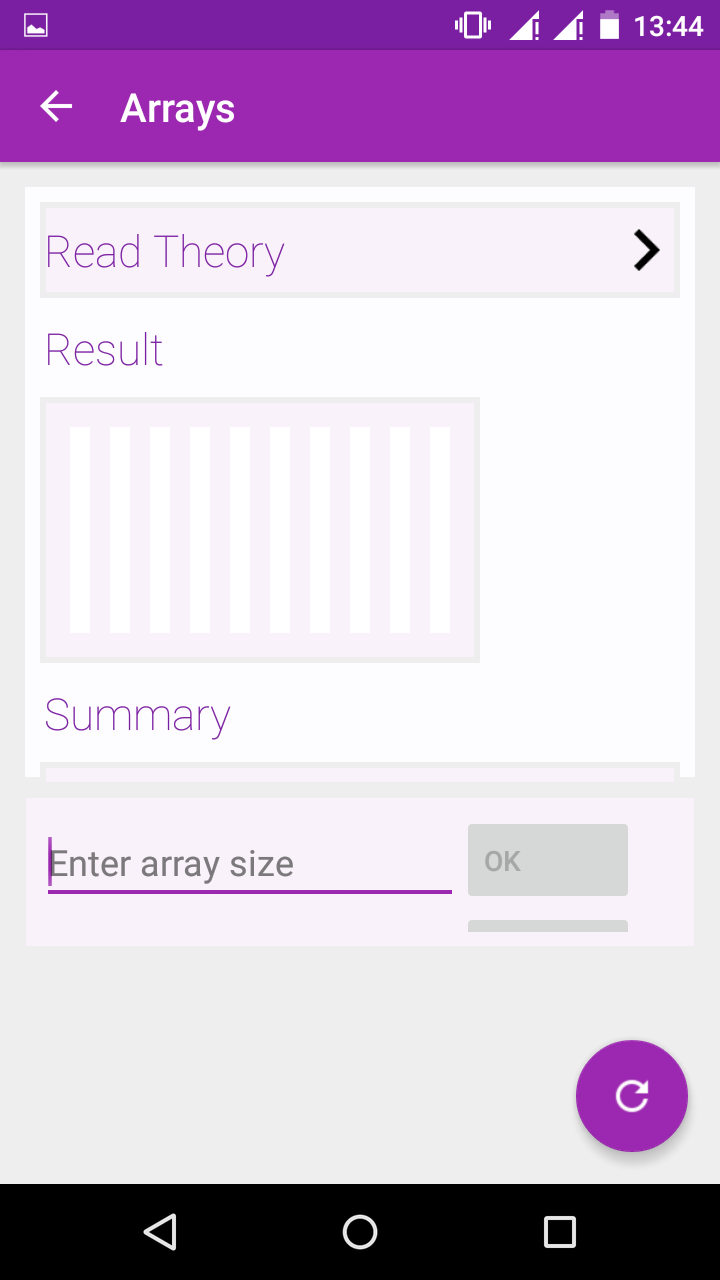 13:44
Arrays
Read Theory
Result
Summary
Enter array size
OK